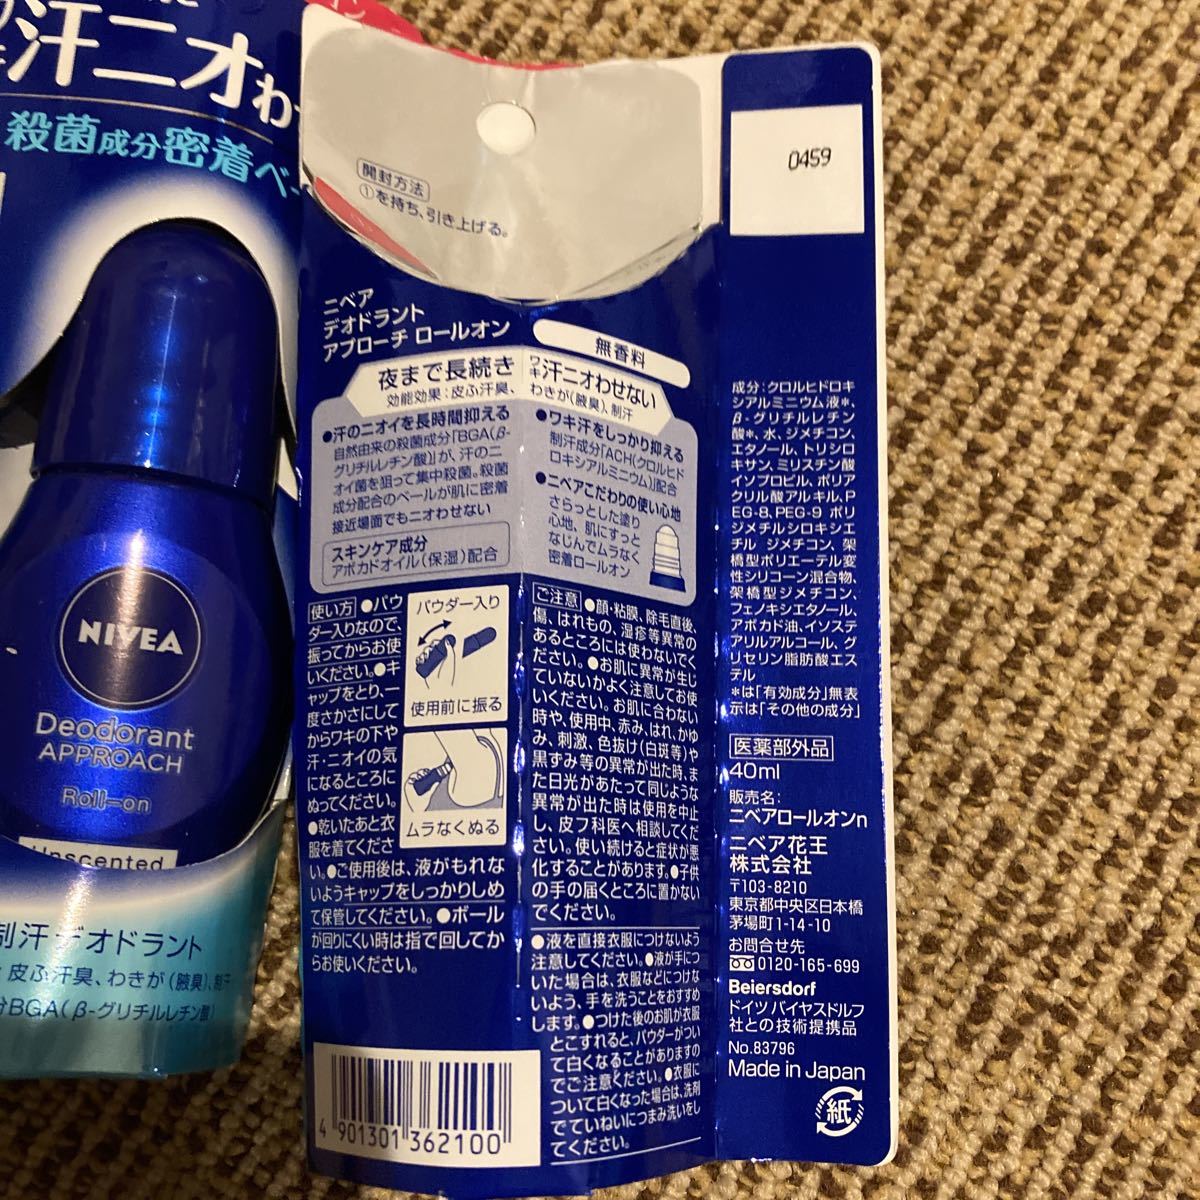 汗ニオわ
殺菌成分密着ベー
NIVEA
Deodorant
APPROACH
Roll-on
Unscented
制汗デオドラント
皮ふ汗臭、わきが(腋臭)、制汗
分BGA(β-グリチルレチン酸)
開封方法
①を持ち、引き上げる。
ニベア
デオドラント
アプローチ ロールオン
無香料
夜まで長続き
ワキ汗ニオわせない
効能効果:皮ふ汗臭、わきが(腋臭)、制汗
●汗のニオイを長時間抑える
自然由来の殺菌成分「BGA(β-
グリチルレチン酸)」が、汗のニ
オイ菌を狙って集中殺菌。殺菌
成分配合のベールが肌に密着
接近場面でもニオわせない
スキンケア成分
アボカドオイル(保湿)配合
●ワキ汗をしっかり抑える
制汗成分「ACH(クロルヒド
ロキシアルミニウム)」配合
●ニベアこだわりの使い心地
さらっとした塗り
心地、肌にすっと
なじんでムラなく
密着ロールオン
使い方 ●パウ
ダー入りなので、
振ってからお使
いください。●キ
ャップをとり、一
度さかさにして
からワキの下や
汗・ニオイの気
になるところに
ぬってください。
●乾いたあと衣
服を着てくださ
い。●ご使用後は、液がもれな
いようキャップをしっかりしめ
て保管してください。●ボール
が回りにくい時は指で回してか
らお使いください。
パウダー入り
使用前に振る
ムラなくぬる
ご注意 ●顔・粘膜、除毛直後、
傷、はれもの、湿疹等異常の
あるところには使わないでく
ださい。●お肌に異常が生じ
ていないかよく注意してお使
いください。お肌に合わない
時や、使用中、赤み、はれ、かゆ
み、刺激、色抜け(白斑等)や
黒ずみ等の異常が出た時、ま
た日光があたって同じような
異常が出た時は使用を中止
し、皮フ科医へ相談してくだ
さい。使い続けると症状が悪
化することがあります。●子供
の手の届くところに置かない
でください。
●液を直接衣服につけないよう
注意してください。●液が手につ
いた場合は、衣服などにつけな
いよう、手を洗うことをおすすめ
します。●つけた後のお肌が衣服
とこすれると、パウダーがつい
て白くなることがありますの
でご注意ください。●衣服に
ついて白くなった場合は、洗剤
でていねいにつまみ洗いをし
てください。
4 901301 362100
0459
成分:クロルヒドロキ
シアルミニウム液*、
β-グリチルレチン
酸*、水、ジメチコン、
エタノール、トリシロ
キサン、ミリスチン酸
イソプロピル、ポリア
クリル酸アルキル、P
EG-8、PEG-9 ポリ
ジメチルシロキシエ
チル ジメチコン、架
橋型ポリエーテル変
性シリコーン混合物、
架橋型ジメチコン、
フェノキシエタノール、
アボカド油、イソステ
アリルアルコール、グ
リセリン脂肪酸エス
テル
*は「有効成分」無表
示は「その他の成分」
医薬部外品
40ml
販売名:
ニベアロールオンn
ニベア花王
株式会社
〒103-8210
東京都中央区日本橋
茅場町1-14-10
お問合せ先
0120-165-699
Beiersdorf
ドイツ バイヤスドルフ
社との技術提携品
No.83796
Made in Japan
紙